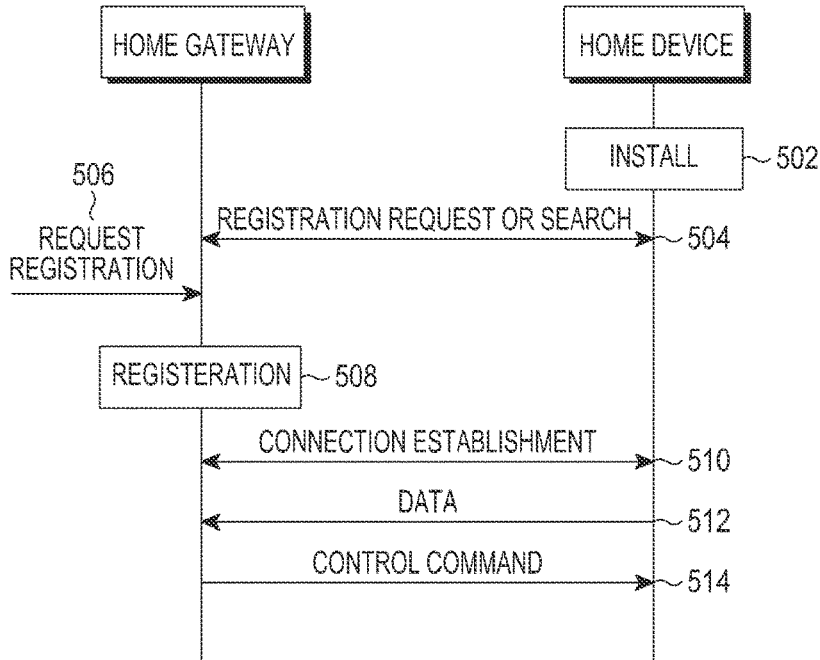 HOME GATEWAY
HOME DEVICE
INSTALL
502
506
REQUEST
REGISTRATION
REGISTRATION REQUEST OR SEARCH
504
REGISTERATION
508
CONNECTION ESTABLISHMENT
510
DATA
512
CONTROL COMMAND
514